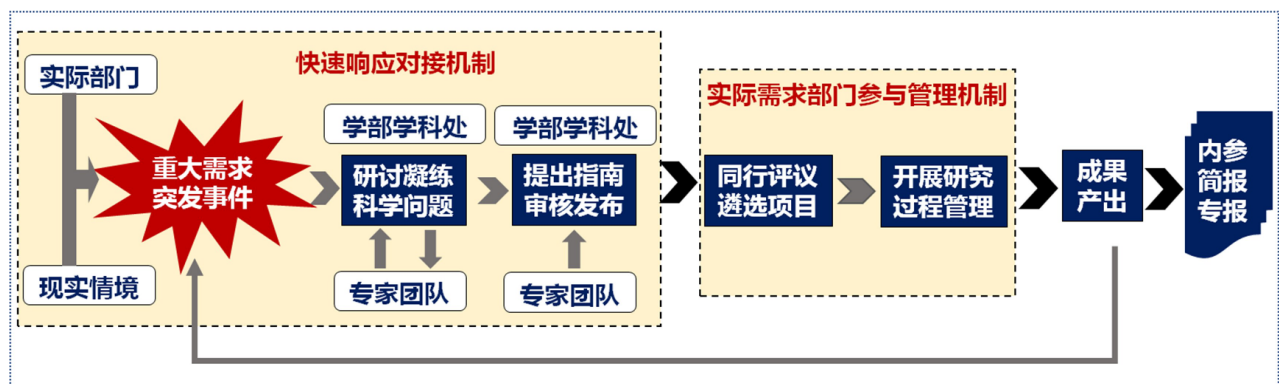 快速响应对接机制
实际部门
重大需求
突发事件
现实情境
学部学科处
研讨凝练
科学问题
专家团队
学部学科处
提出指南
审核发布
专家团队
实际需求部门参与管理机制
同行评议
遴选项目
开展研究
过程管理
成果
产出
内参
简报
专报